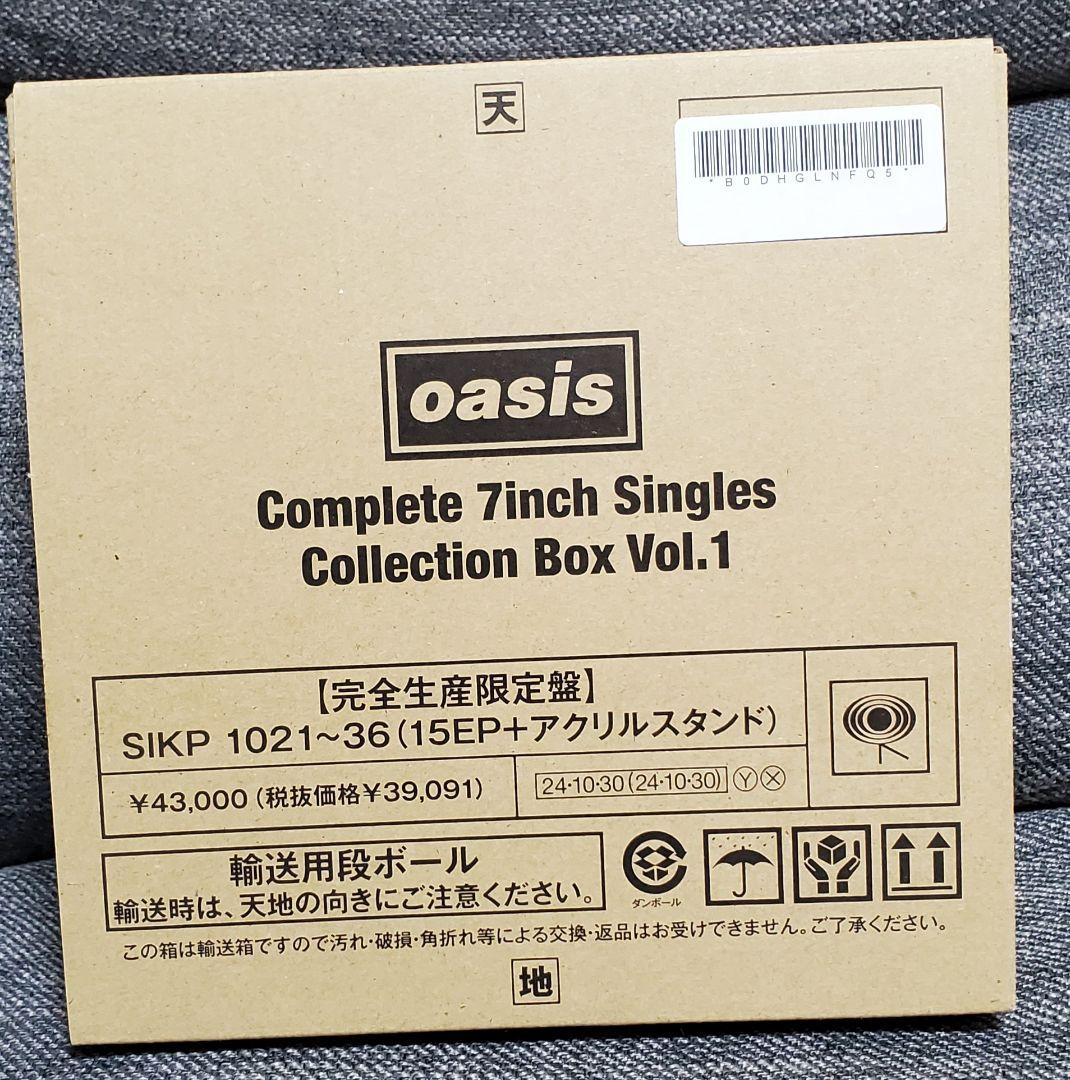 天
*B0DHGLNFQ5*
oasis
Complete 7inch Singles
Collection Box Vol.1
【完全生産限定盤】
SIKP 1021~36(15EP+アクリルスタンド)
¥43,000(税抜価格¥39,091)
24・10・30(24・10・30)ⓎⓍ
輸送用段ボール
輸送時は、天地の向きにご注意ください。
ダンボール
この箱は輸送箱ですので汚れ・破損・角折れ等による交換・返品はお受けできません。ご了承ください。
地